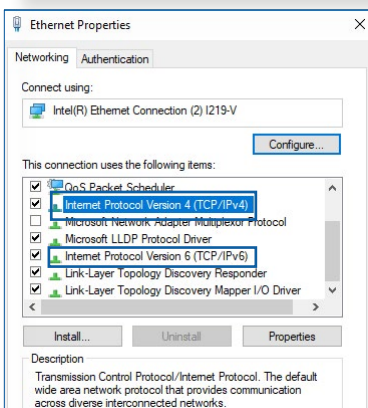 Ethernet Properties
Networking Authentication
Connect using:
Intel(R) Ethernet Connection (2) I219-V
Configure...
This connection uses the following items:
QoS Packet Scheduler
Internet Protocol Version 4 (TCP/IPv4)
Microsoft Network Adapter Multiplexor Protocol
Microsoft LLDP Protocol Driver
Internet Protocol Version 6 (TCP/IPv6)
Link-Layer Topology Discovery Responder
Link-Layer Topology Discovery Mapper I/O Driver
Install... Uninstall Properties
Description
Transmission Control Protocol/Internet Protocol. The default
wide area network protocol that provides communication
across diverse interconnected networks.